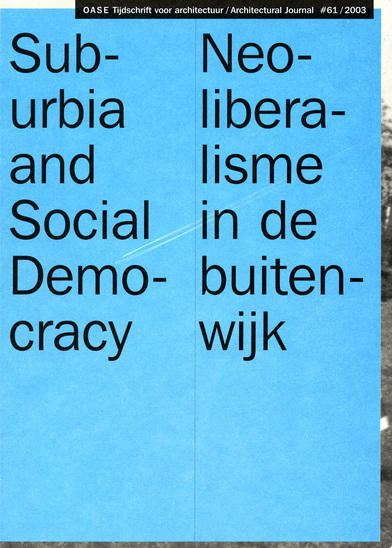 OASE Tijdschrift voor architectuur / Architectural Journal #61 / 2003
Sub-
urbia
and
Social
Demo-
cracy
Neo-
libera-
lisme
in de
buiten-
wijk